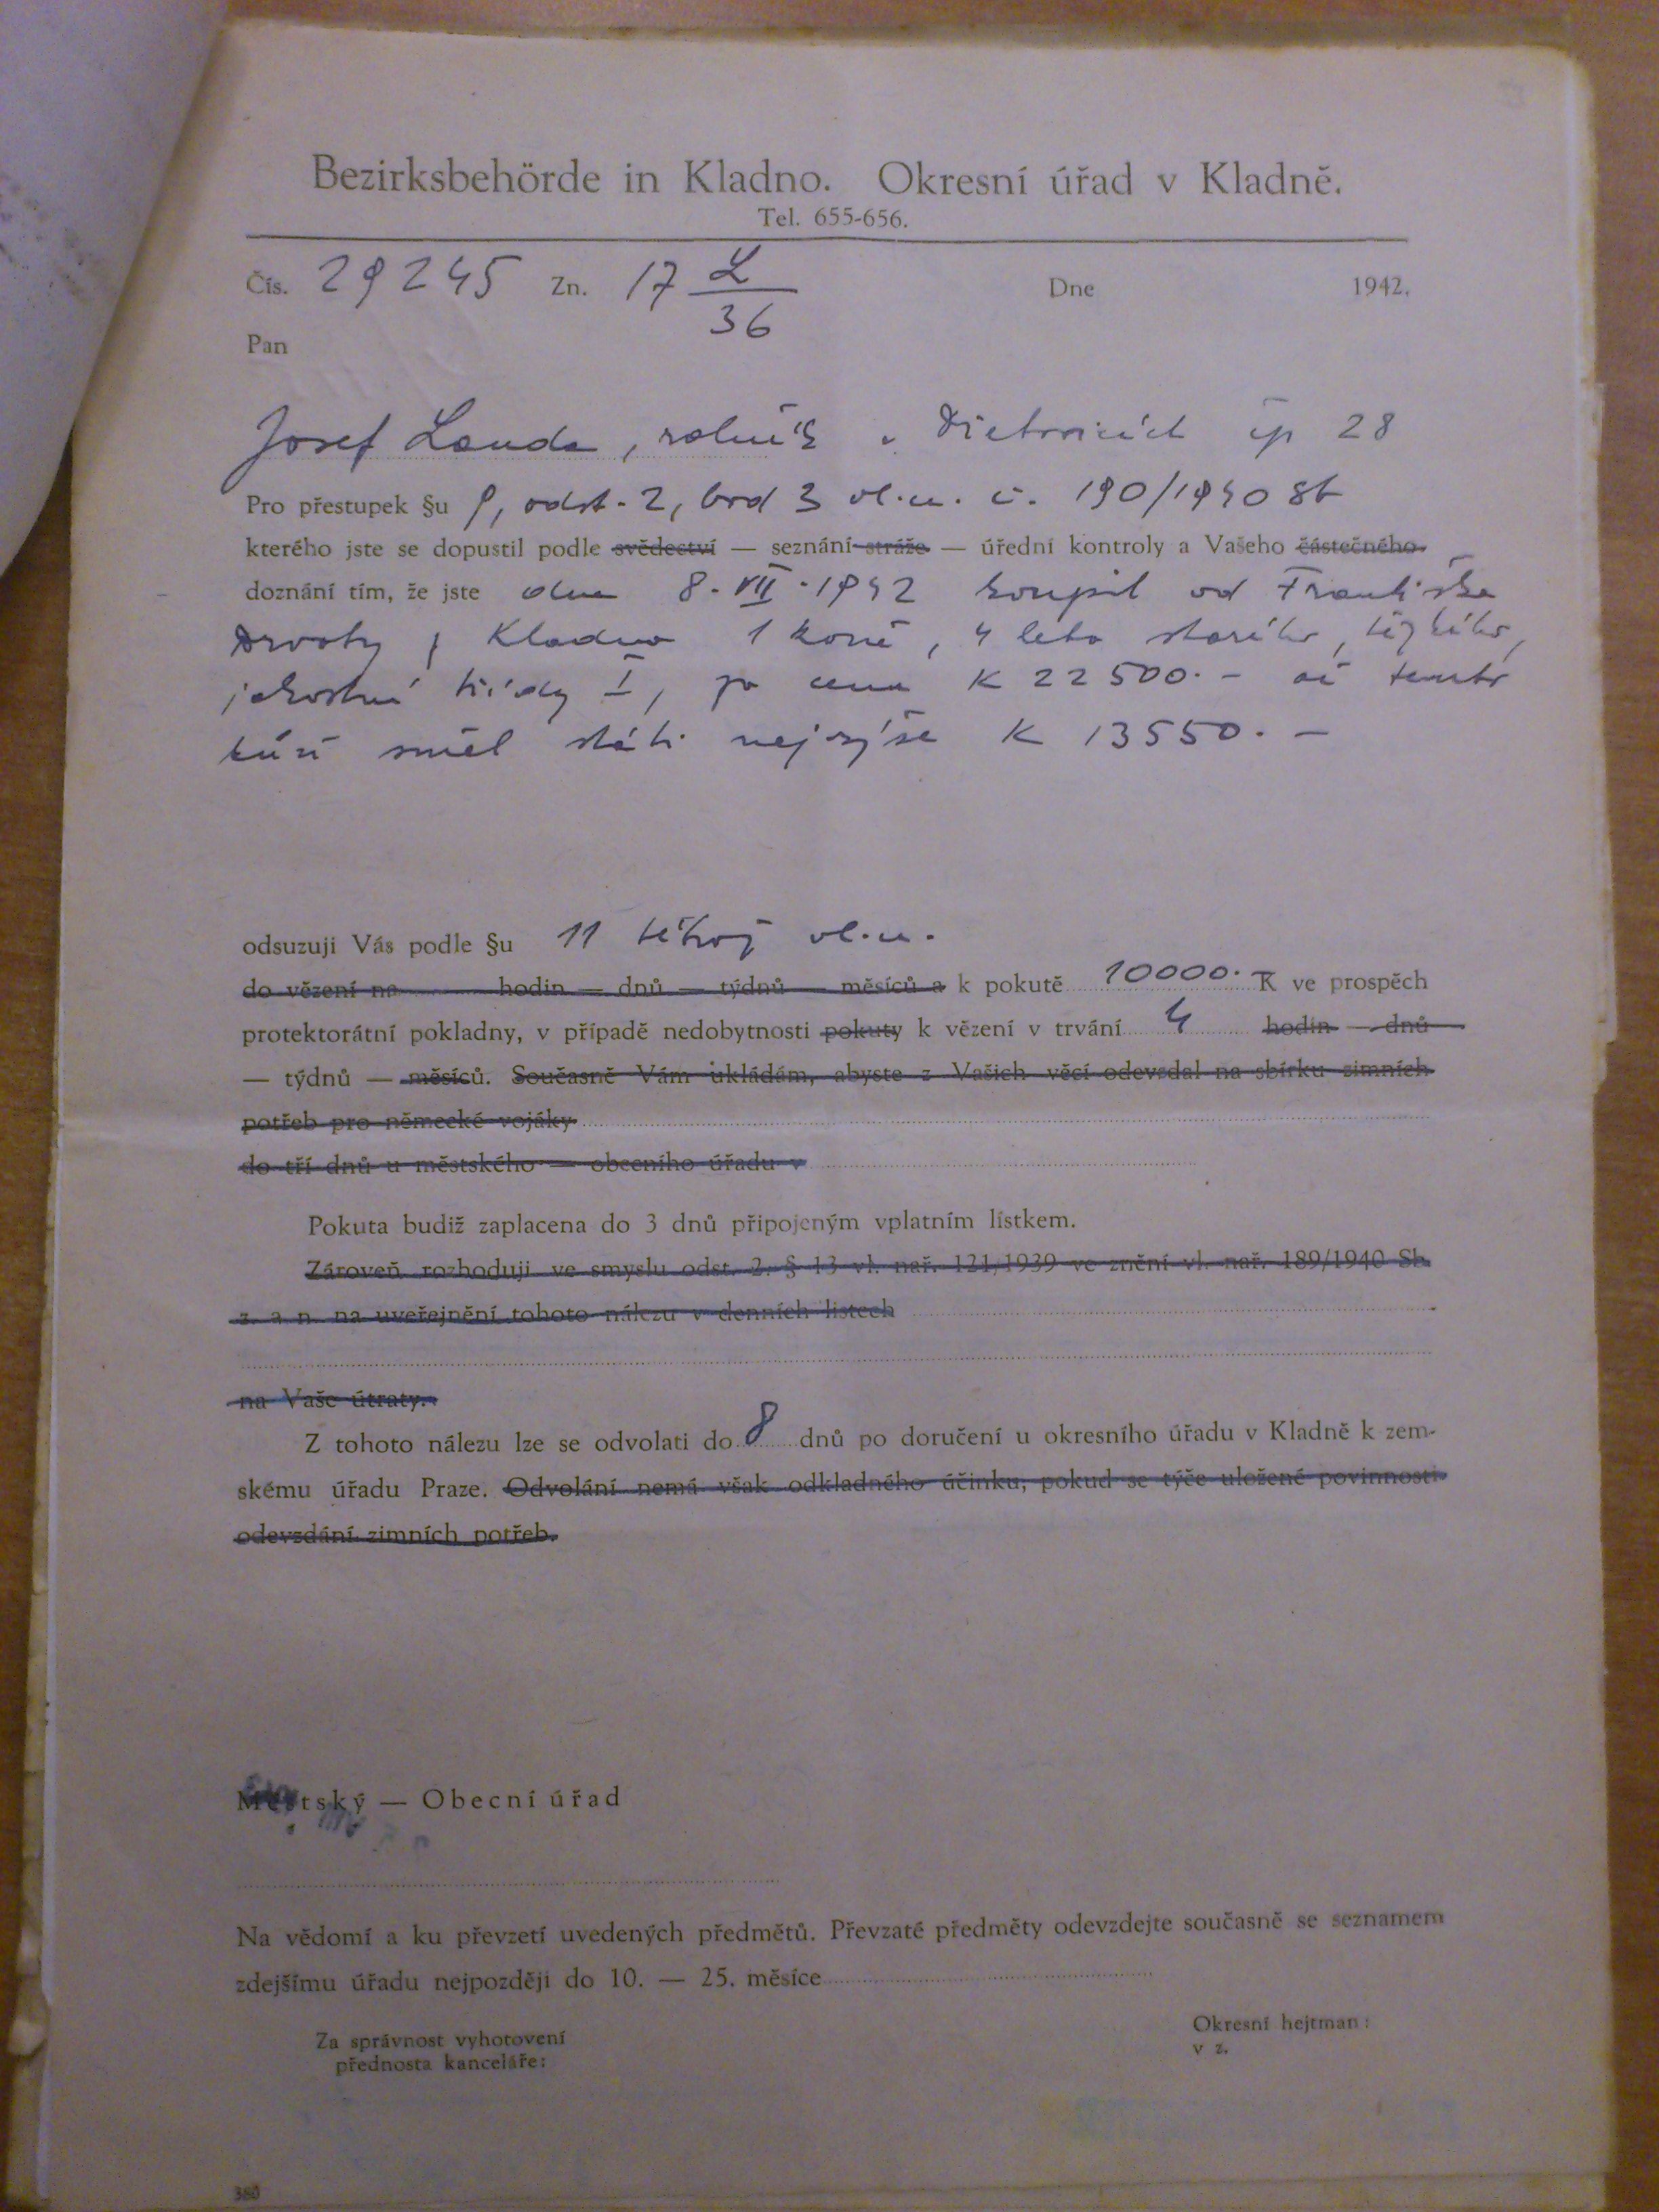 Bezirksbehörde in Kladno. Okresní úřad v Kladně.
Tel. 655-656.
Čís. 29245 Zn. 17 L/36 Dne 1942.
Pan
Josef Landa, rolník v čp 28
Pro přestupek §u 9, odst. 2, bod 3 vl. n. č. 190/1940 Sb
kterého jste se dopustil podle svědectví — seznání stráže — úřední kontroly a Vašeho částečného
doznání tím, že jste dne 8. VII. 1942 koupil od Františka
Drvoty z Kladna 1 koně, 4 leta starého, těžkého,
jakostní třídy I, za cenu K 22500.- ač tento
kůň směl státi nejvýše K 13550.-
odsuzuji Vás podle §u 11 téhož vl. n.
do vězení na hodin — dnů — týdnů — měsíců a k pokutě 10000.- K ve prospěch
protektorátní pokladny, v případě nedobytnosti pokuty k vězení v trvání 4 hodin — dnů
— týdnů — měsíců. Současně Vám ukládám, abyste z Vašich věcí odevzdal na sbírku zimních
potřeb pro německé vojáky
do tří dnů u městského — obecního úřadu v
Pokuta budiž zaplacena do 3 dnů připojeným vplatním lístkem.
Zároveň rozhoduji ve smyslu odst. 2. § 13 vl. nař. 121/1939 ve znění vl. nař. 189/1940 Sb.
z. a n. na uveřejnění tohoto nálezu v denních listech
na Vaše útraty.
Z tohoto nálezu lze se odvolati do 8 dnů po doručení u okresního úřadu v Kladně k zem-
skému úřadu Praze. Odvolání nemá však odkladného účinku, pokud se týče uložené povinnosti
odevzdání zimních potřeb.
Městský — Obecní úřad
Na vědomí a ku převzetí uvedených předmětů. Převzaté předměty odevzdejte současně se seznamem
zdejšímu úřadu nejpozději do 10. — 25. měsíce
Za správnost vyhotovení
přednosta kanceláře:
Okresní hejtman:
v z.
380